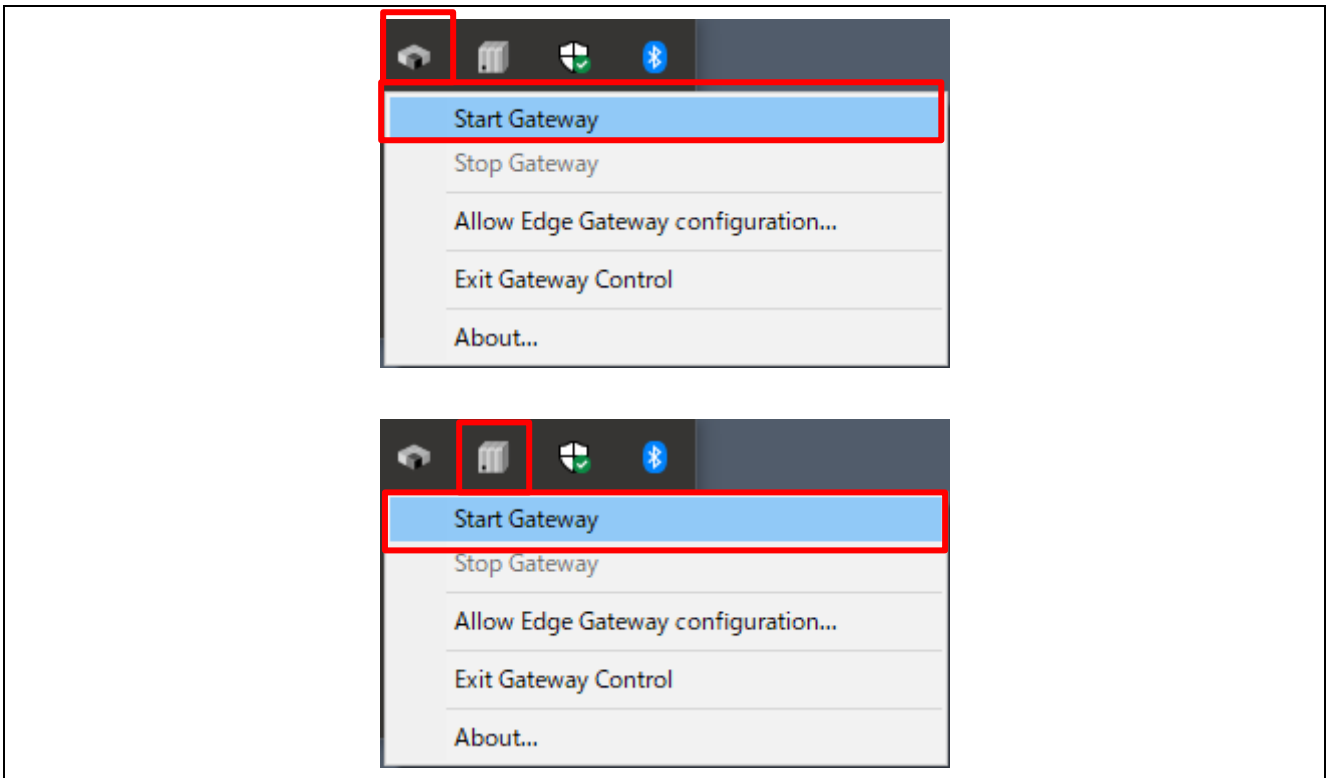 Start Gateway
Stop Gateway
Allow Edge Gateway configuration...
Exit Gateway Control
About...
Start Gateway
Stop Gateway
Allow Edge Gateway configuration...
Exit Gateway Control
About...